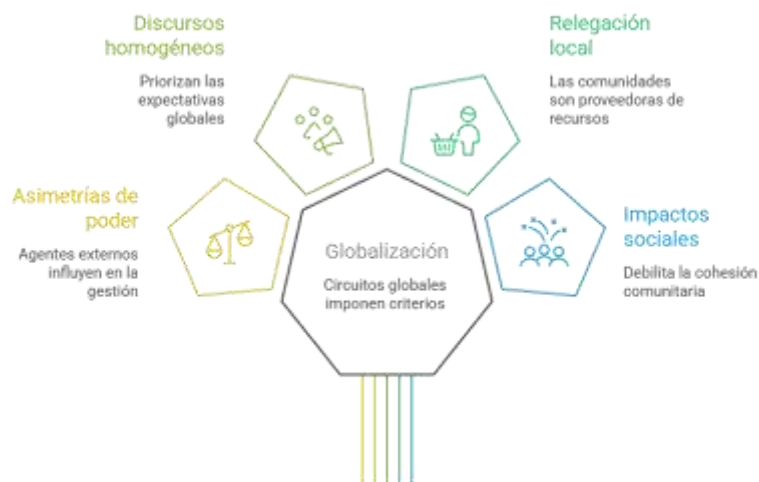 Discursos
homogéneos
Priorizan las
expectativas
globales
Relegación
local
Las comunidades
son proveedoras de
recursos
Asimetrías de
poder
Agentes externos
influyen en la
gestión
Globalización
Circuitos globales
imponen criterios
Impactos
sociales
Debilita la cohesión
comunitaria